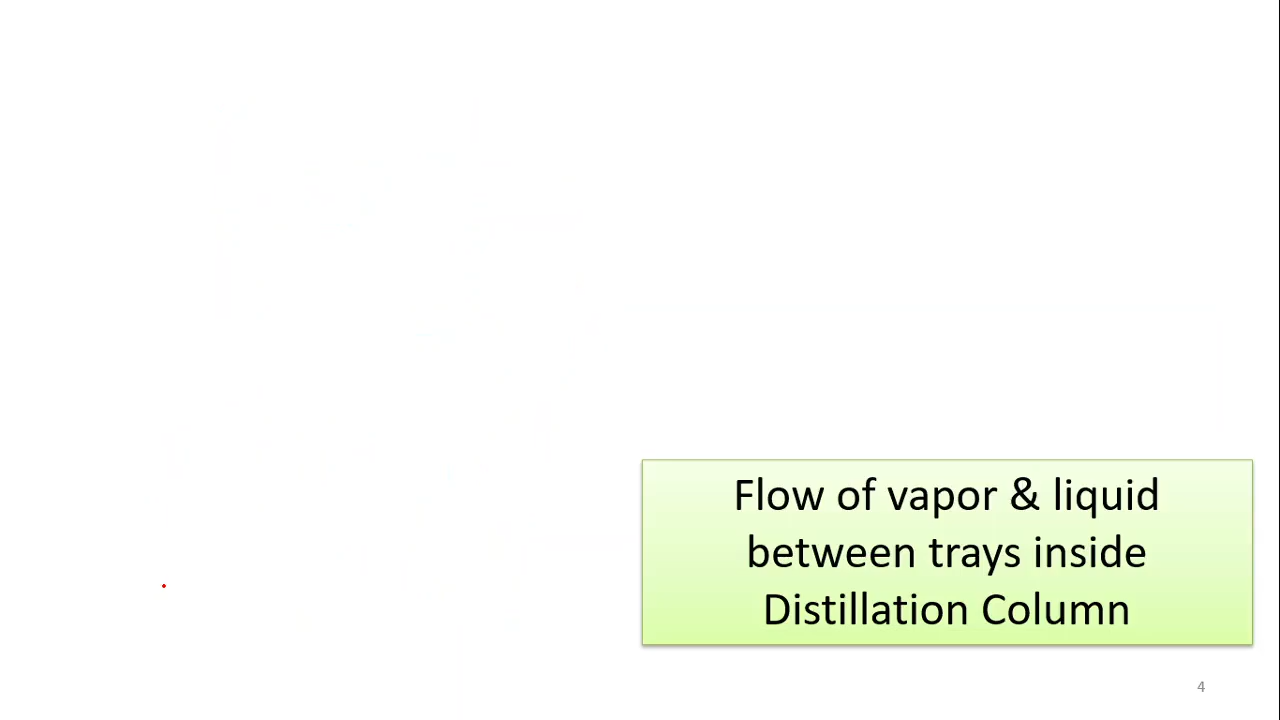 Flow of vapor & liquid
between trays inside
Distillation Column
4